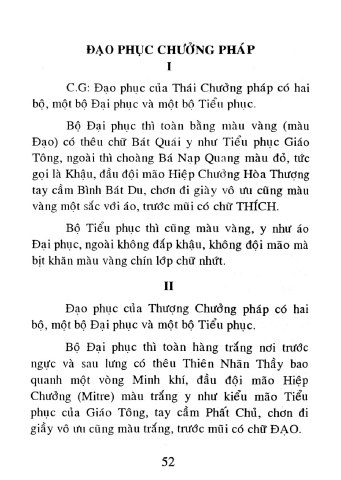 ĐẠO PHỤC CHƯỞNG PHÁP
I
C.G: Đạo phục của Thái Chưởng pháp có hai
bộ, một bộ Đại phục và một bộ Tiểu phục.
Bộ Đại phục thì toàn bằng màu vàng (màu
Đạo) có thêu chữ Bát Quái y như Tiểu phục Giáo
Tông, ngoài thì choàng Bá Nạp Quang màu đỏ, tức
gọi là Khậu, đầu đội mão Hiệp Chưởng Hòa Thượng
tay cầm Bình Bát Du, chơn đi giày vô ưu cũng màu
vàng một sắc với áo, trước mũi có chữ THÍCH.
Bộ Tiểu Phục thì cũng màu vàng, y như áo
Đại phục, ngoài không đắp khậu, không đội mão mà
bịt khăn màu vàng chín lớp chữ nhứt.
II
Đạo phục của Thượng Chưởng pháp có hai
bộ, một bộ Đại phục và một bộ Tiểu phục.
Bộ Đại phục thì toàn hàng trắng nơi trước
ngực và sau lưng có thêu Thiên Nhãn Thầy bao
quanh một vòng Minh khí, đầu đội mão Hiệp
Chưởng (Mitre) màu trắng y như kiểu mão Tiểu
phục của Giáo Tông, tay cầm Phất Chủ, chơn đi
giầy vô ưu cũng màu trắng, trước mũi có chữ ĐẠO.
52